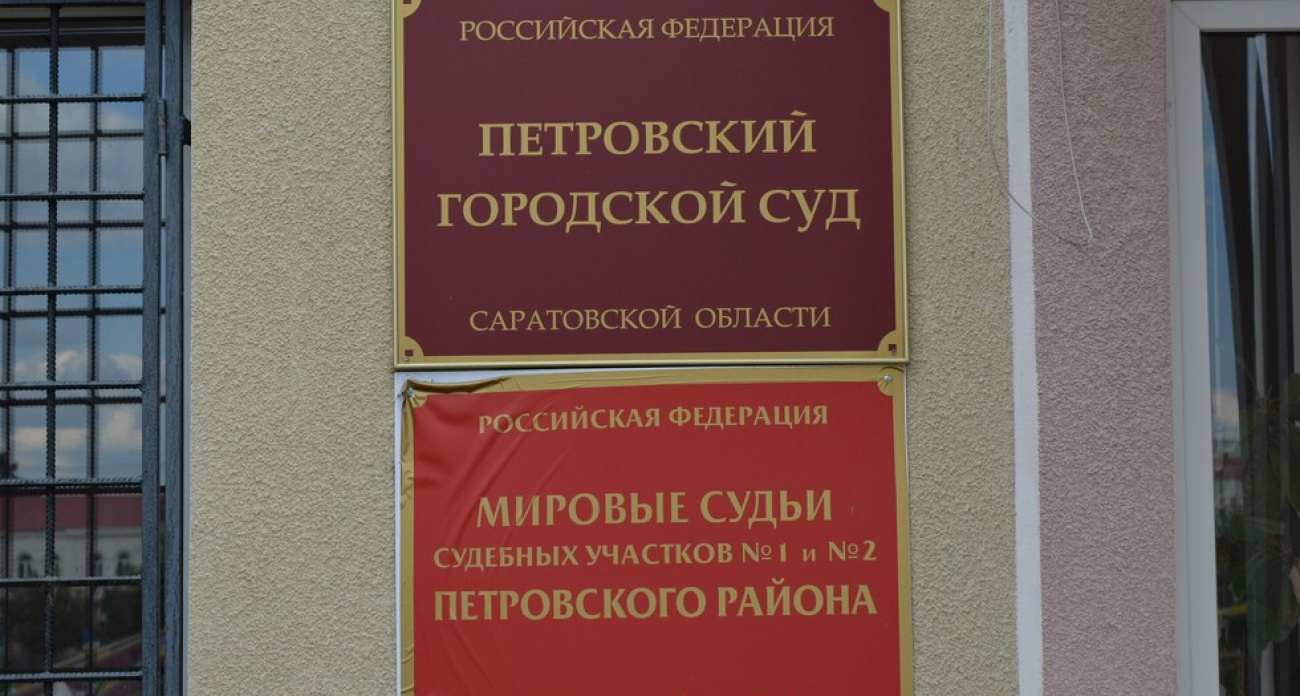 РОССИЙСКАЯ ФЕДЕРАЦИЯ
ПЕТРОВСКИЙ
ГОРОДСКОЙ СУД
САРАТОВСКОЙ ОБЛАСТИ
РОССИЙСКАЯ ФЕДЕРАЦИЯ
МИРОВЫЕ СУДЬИ
СУДЕБНЫХ УЧАСТКОВ №1 и №2
ПЕТРОВСКОГО РАЙОНА